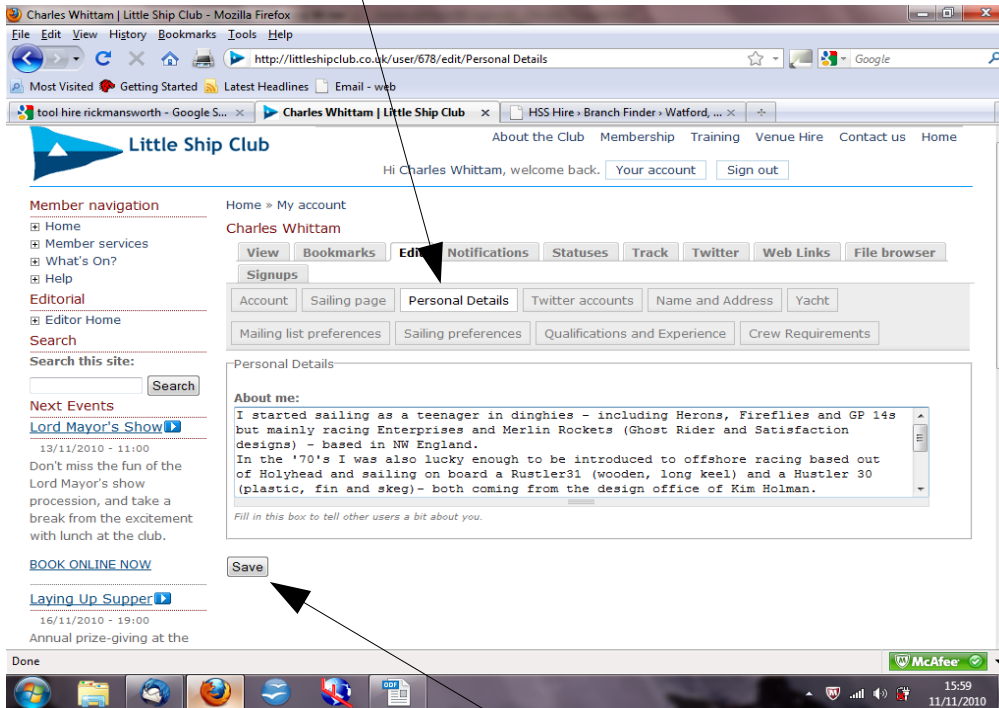 Charles Whittam | Little Ship Club - Mozilla Firefox
File Edit View History Bookmarks Tools Help
http://littleshipclub.co.uk/user/678/edit/Personal Details
Google
Most Visited Getting Started Latest Headlines Email - web
tool hire rickmansworth - Google S...
Charles Whittam | Little Ship Club
HSS Hire › Branch Finder › Watford, ...
Little Ship Club
About the Club Membership Training Venue Hire Contact us Home
Hi Charles Whittam, welcome back. Your account Sign out
Member navigation
Home
Member services
What's On?
Help
Editorial
Editor Home
Search
Search this site:
Search
Next Events
Lord Mayor's Show
13/11/2010 - 11:00
Don't miss the fun of the
Lord Mayor's show
procession, and take a
break from the excitement
with lunch at the club.
BOOK ONLINE NOW
Laying Up Supper
16/11/2010 - 19:00
Annual prize-giving at the
Home » My account
Charles Whittam
View Bookmarks Edit Notifications Statuses Track Twitter Web Links File browser
Signups
Account Sailing page Personal Details Twitter accounts Name and Address Yacht
Mailing list preferences Sailing preferences Qualifications and Experience Crew Requirements
Personal Details
About me:
I started sailing as a teenager in dinghies - including Herons, Fireflies and GP 14s
but mainly racing Enterprises and Merlin Rockets (Ghost Rider and Satisfaction
designs) - based in NW England.
In the '70's I was also lucky enough to be introduced to offshore racing based out
of Holyhead and sailing on board a Rustler31 (wooden, long keel) and a Hustler 30
(plastic, fin and skeg)- both coming from the design office of Kim Holman.
Fill in this box to tell other users a bit about you.
Save
Done
McAfee
ODF
15:59
11/11/2010